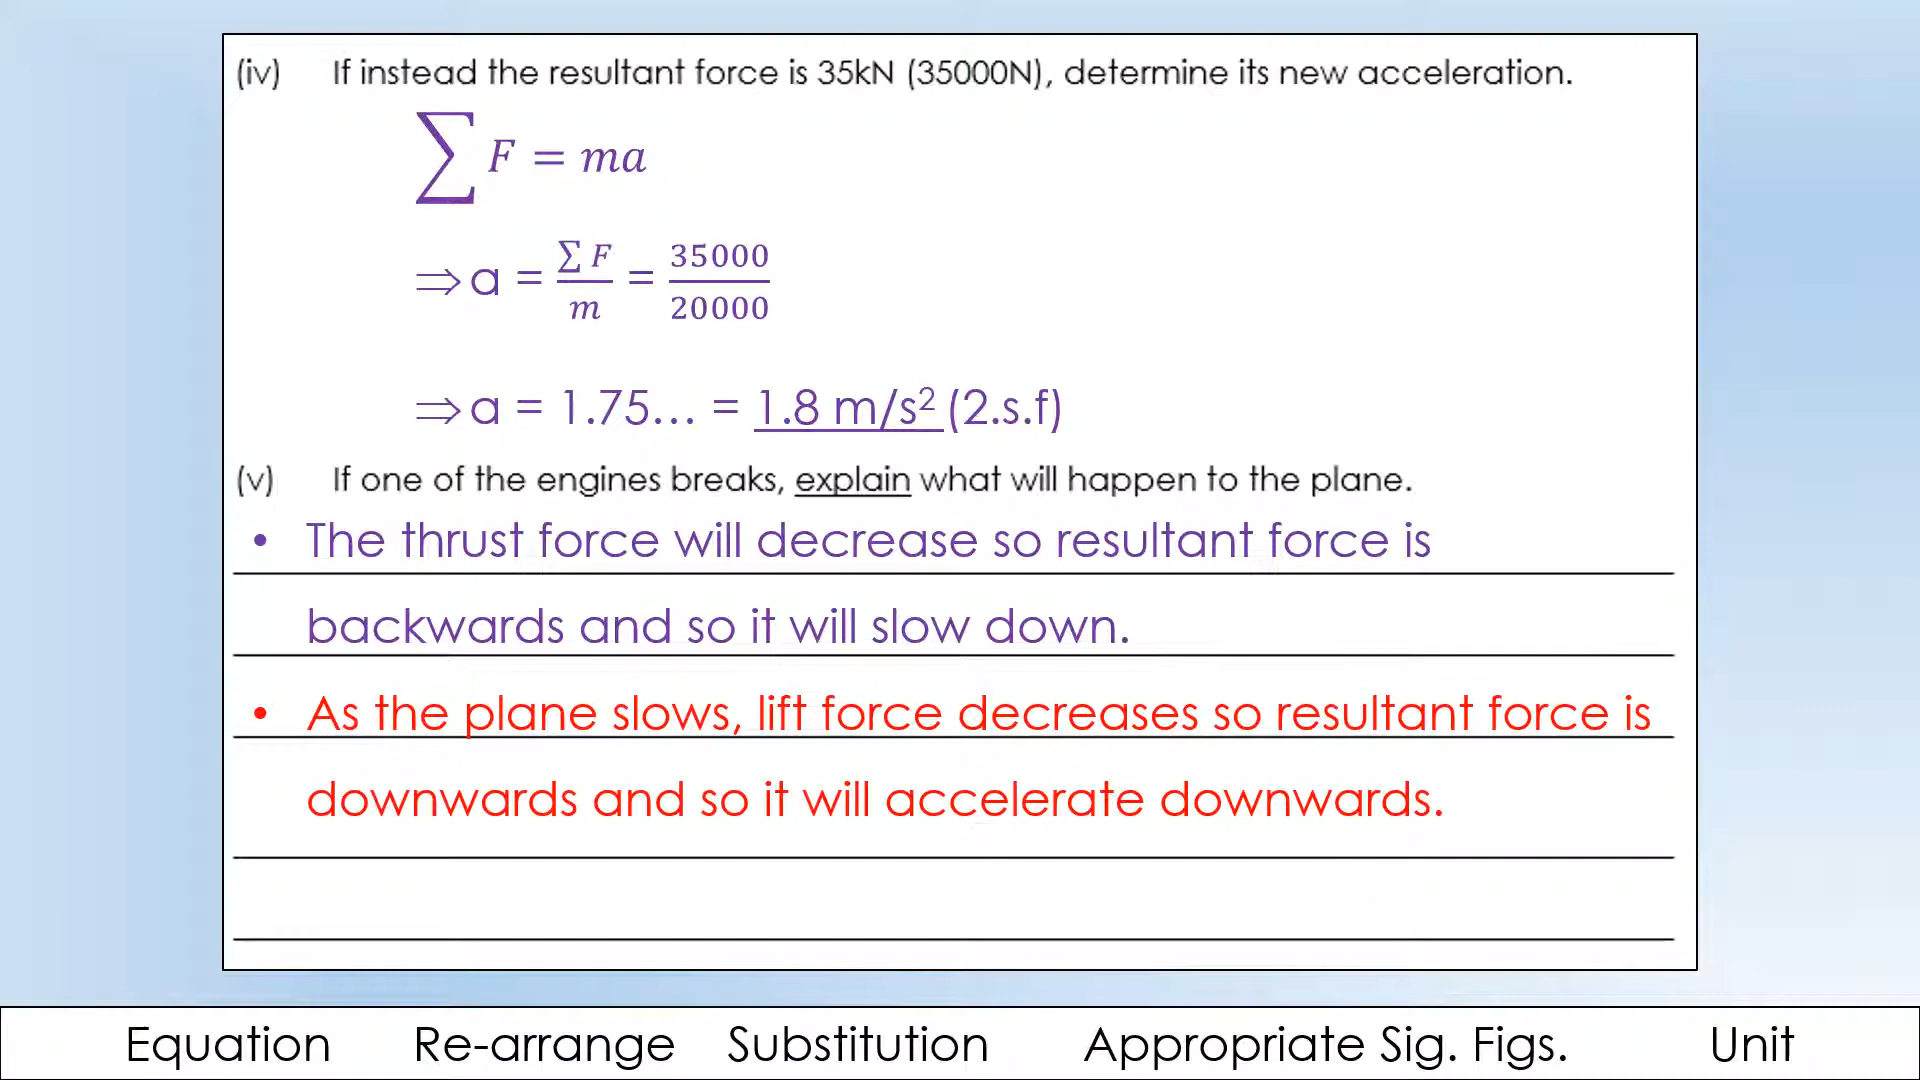 (iv) If instead the resultant force is 35kN (35000N), determine its new acceleration.
∑ F = ma
⇒ a = ∑ F / m = 35000 / 20000
⇒ a = 1.75… = 1.8 m/s² (2.s.f)
(v) If one of the engines breaks, explain what will happen to the plane.
• The thrust force will decrease so resultant force is
backwards and so it will slow down.
• As the plane slows, lift force decreases so resultant force is
downwards and so it will accelerate downwards.
Equation Re-arrange Substitution Appropriate Sig. Figs. Unit